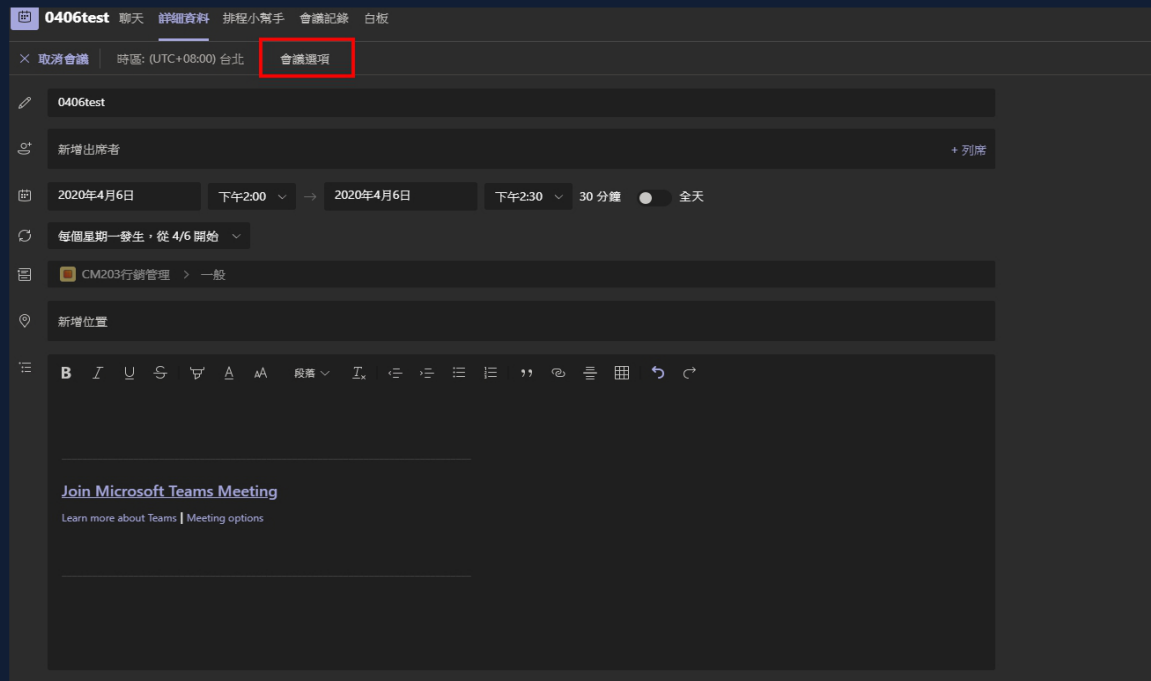 0406test 聊天 詳細資料 排程小幫手 會議記錄 白板
取消會議 時區: (UTC+08:00) 台北 會議選項
0406test
新增出席者 + 列席
2020年4月6日 下午2:00 → 2020年4月6日 下午2:30 30 分鐘 全天
每個星期一發生，從 4/6 開始
CM203行銷管理 > 一般
新增位置
B I U S A AA 段落 Tx
Join Microsoft Teams Meeting
Learn more about Teams | Meeting options